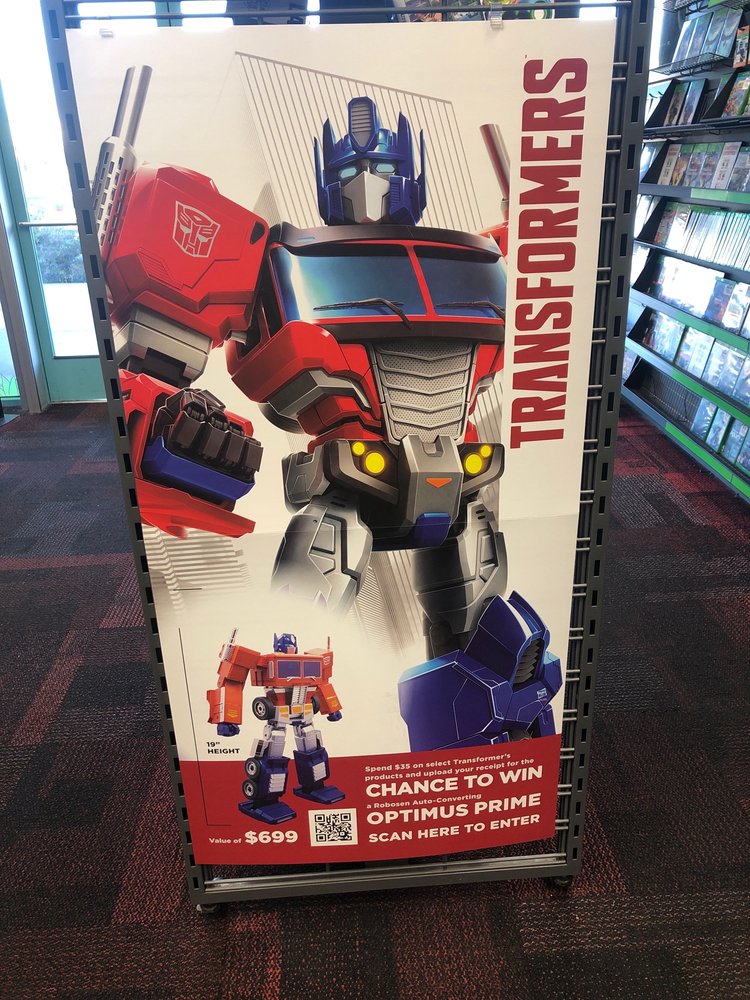 TRANSFORMERS
19"
HEIGHT
Value of $699
Spend $35 on select Transformer's
products and upload your receipt for the
CHANCE TO WIN
a Robosen Auto-Converting
OPTIMUS PRIME
SCAN HERE TO ENTER